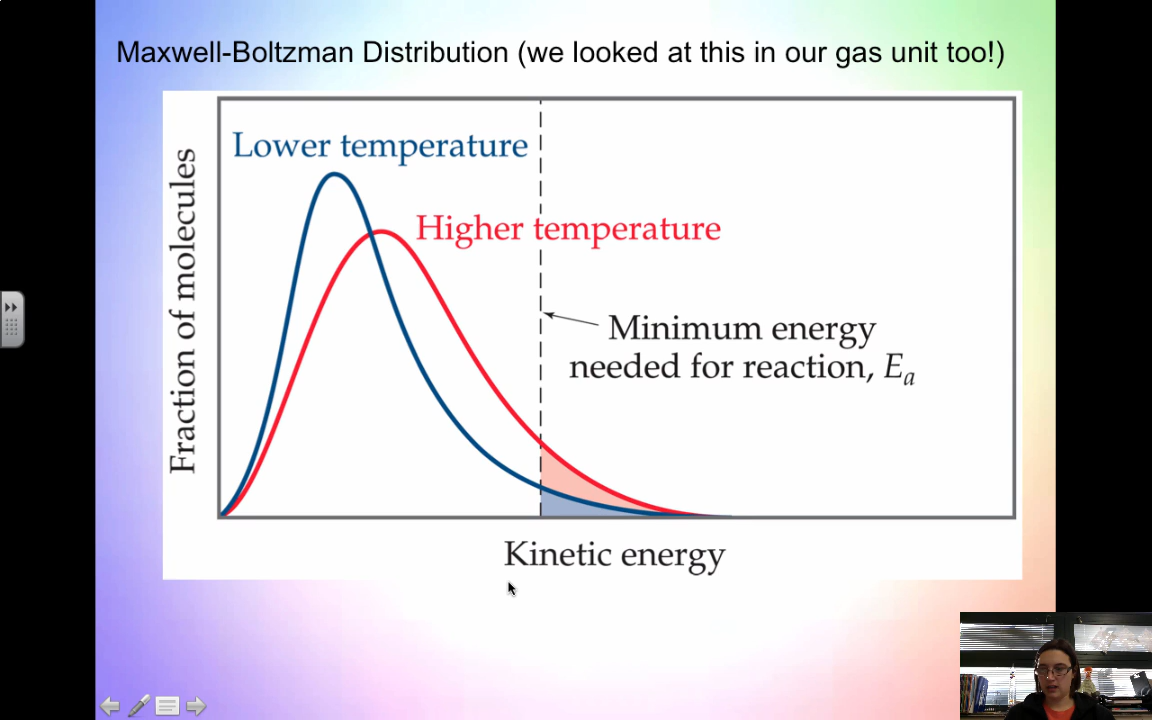 Maxwell-Boltzman Distribution (we looked at this in our gas unit too!)
Lower temperature
Higher temperature
Minimum energy
needed for reaction, Eₐ
Fraction of molecules
Kinetic energy